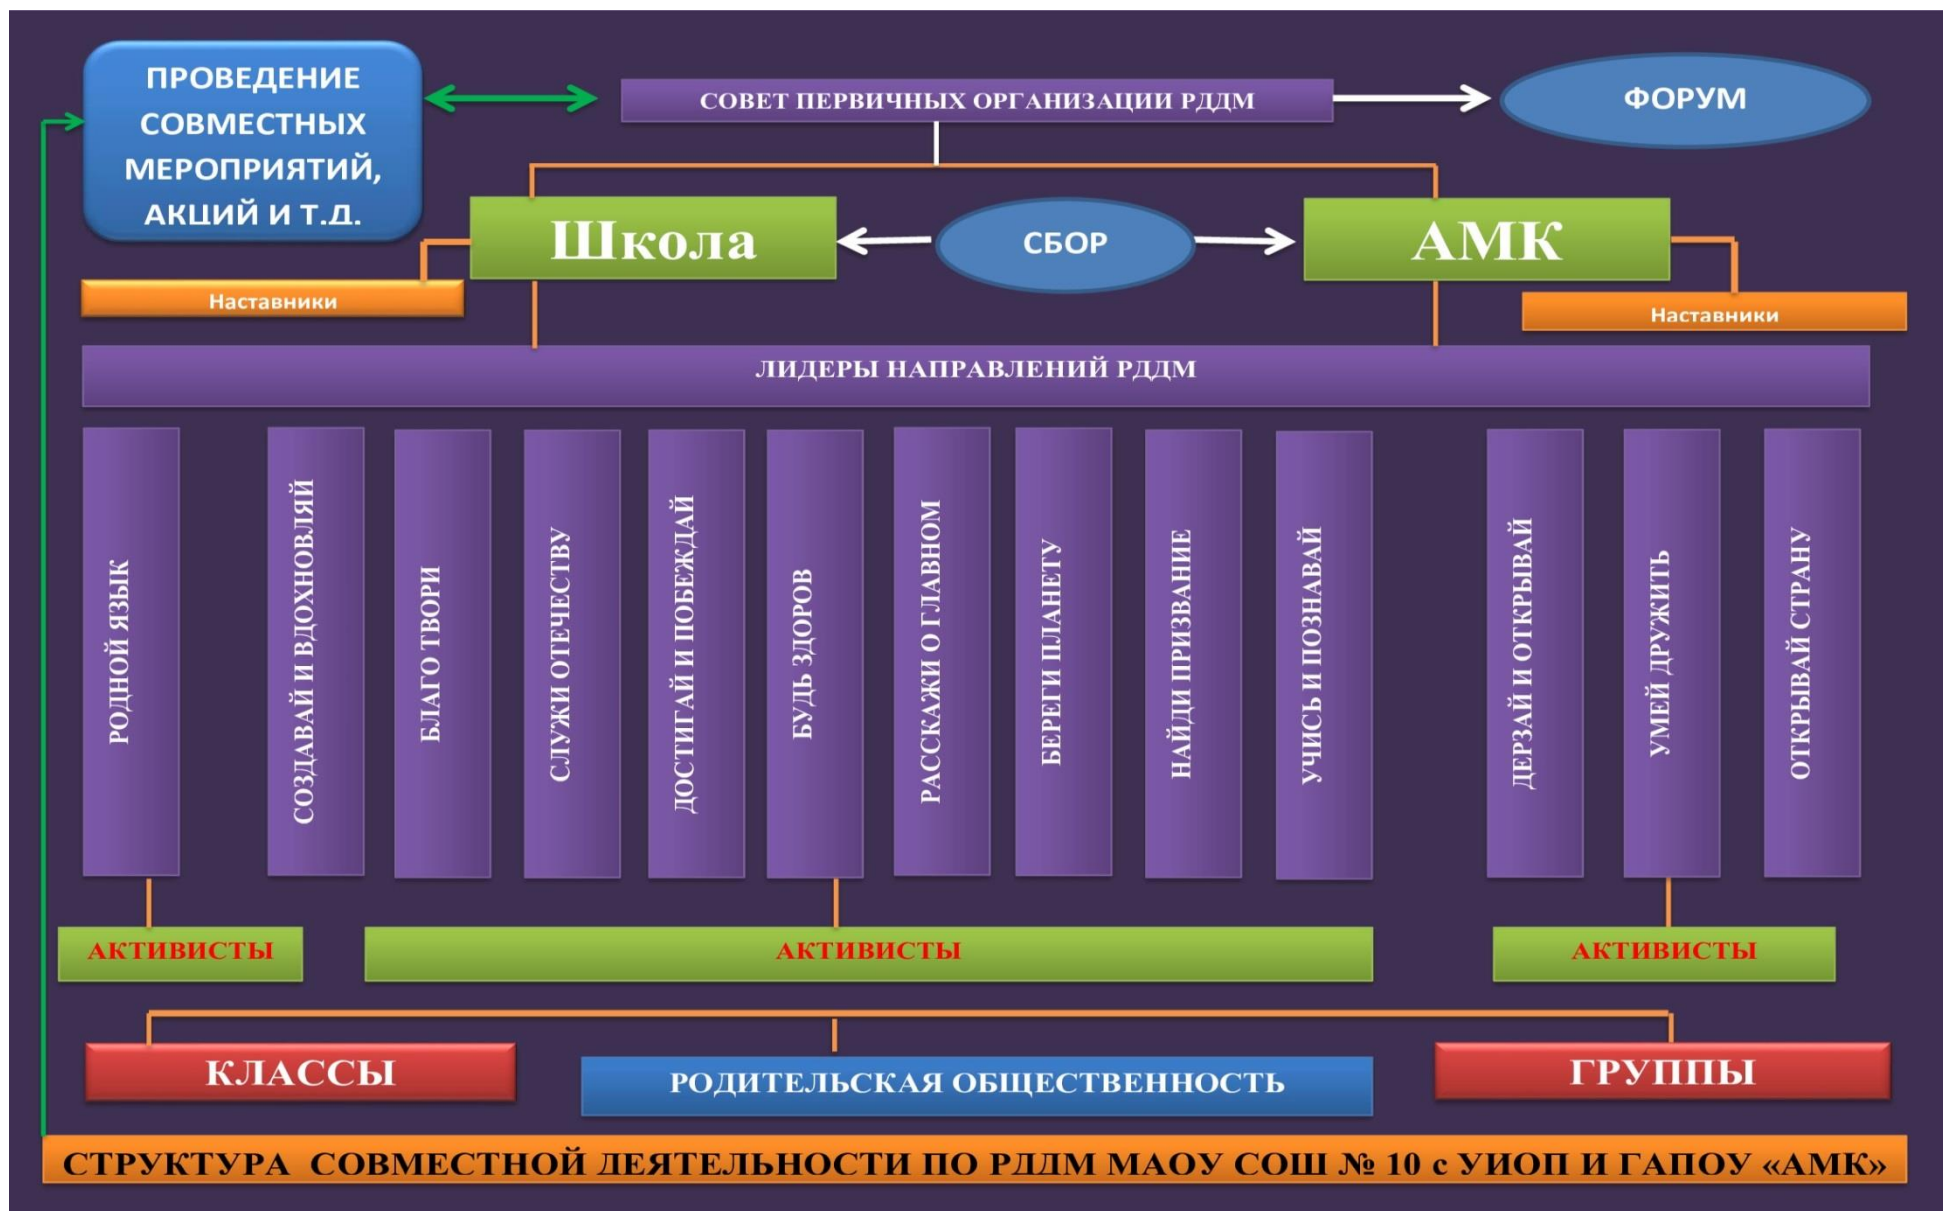 ПРОВЕДЕНИЕ
СОВМЕСТНЫХ
МЕРОПРИЯТИЙ,
АКЦИЙ И Т.Д.
СОВЕТ ПЕРВИЧНЫХ ОРГАНИЗАЦИИ РДДМ
ФОРУМ
Школа
СБОР
АМК
Наставники
Наставники
ЛИДЕРЫ НАПРАВЛЕНИЙ РДДМ
РОДНОЙ ЯЗЫК
СОЗДАВАЙ И ВДОХНОВЛЯЙ
БЛАГО ТВОРИ
СЛУЖИ ОТЕЧЕСТВУ
ДОСТИГАЙ И ПОБЕЖДАЙ
БУДЬ ЗДОРОВ
РАССКАЖИ О ГЛАВНОМ
БЕРЕГИ ПЛАНЕТУ
НАЙДИ ПРИЗВАНИЕ
УЧИСЬ И ПОЗНАВАЙ
ДЕРЗАЙ И ОТКРЫВАЙ
УМЕЙ ДРУЖИТЬ
ОТКРЫВАЙ СТРАНУ
АКТИВИСТЫ
АКТИВИСТЫ
АКТИВИСТЫ
КЛАССЫ
РОДИТЕЛЬСКАЯ ОБЩЕСТВЕННОСТЬ
ГРУППЫ
СТРУКТУРА СОВМЕСТНОЙ ДЕЯТЕЛЬНОСТИ ПО РДДМ МАОУ СОШ № 10 с УИОП И ГАПОУ «АМК»